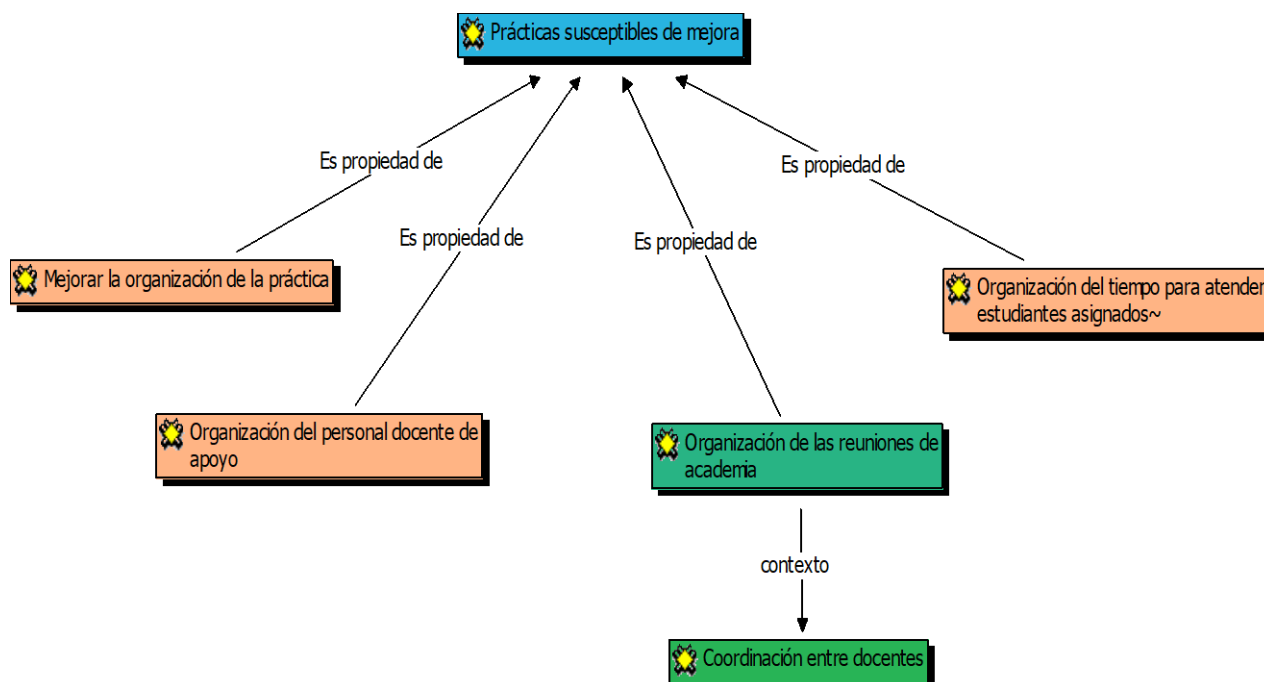 Prácticas susceptibles de mejora
Es propiedad de
Es propiedad de
Es propiedad de
Es propiedad de
Mejorar la organización de la práctica
Organización del tiempo para atender
estudiantes asignados~
Organización del personal docente de
apoyo
Organización de las reuniones de
academia
contexto
Coordinación entre docentes